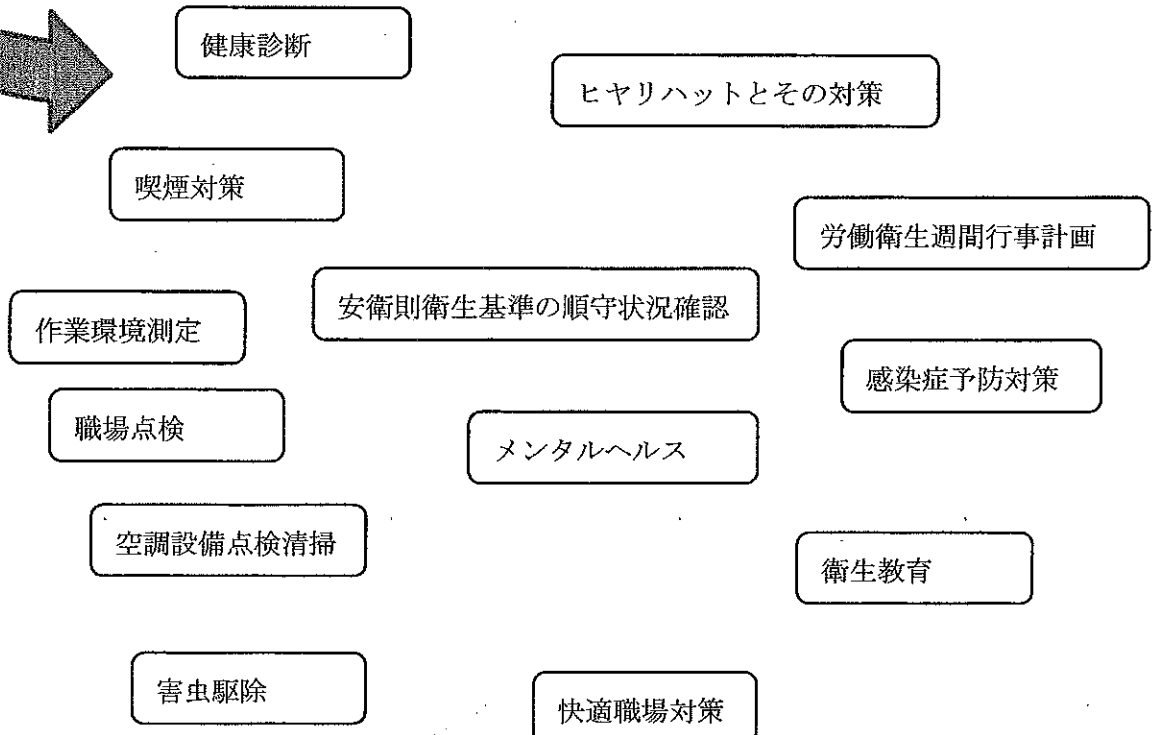 健康診断
ヒヤリハットとその対策
喫煙対策
労働衛生週間行事計画
安衛則衛生基準の順守状況確認
作業環境測定
感染症予防対策
職場点検
メンタルヘルス
空調設備点検清掃
衛生教育
害虫駆除
快適職場対策